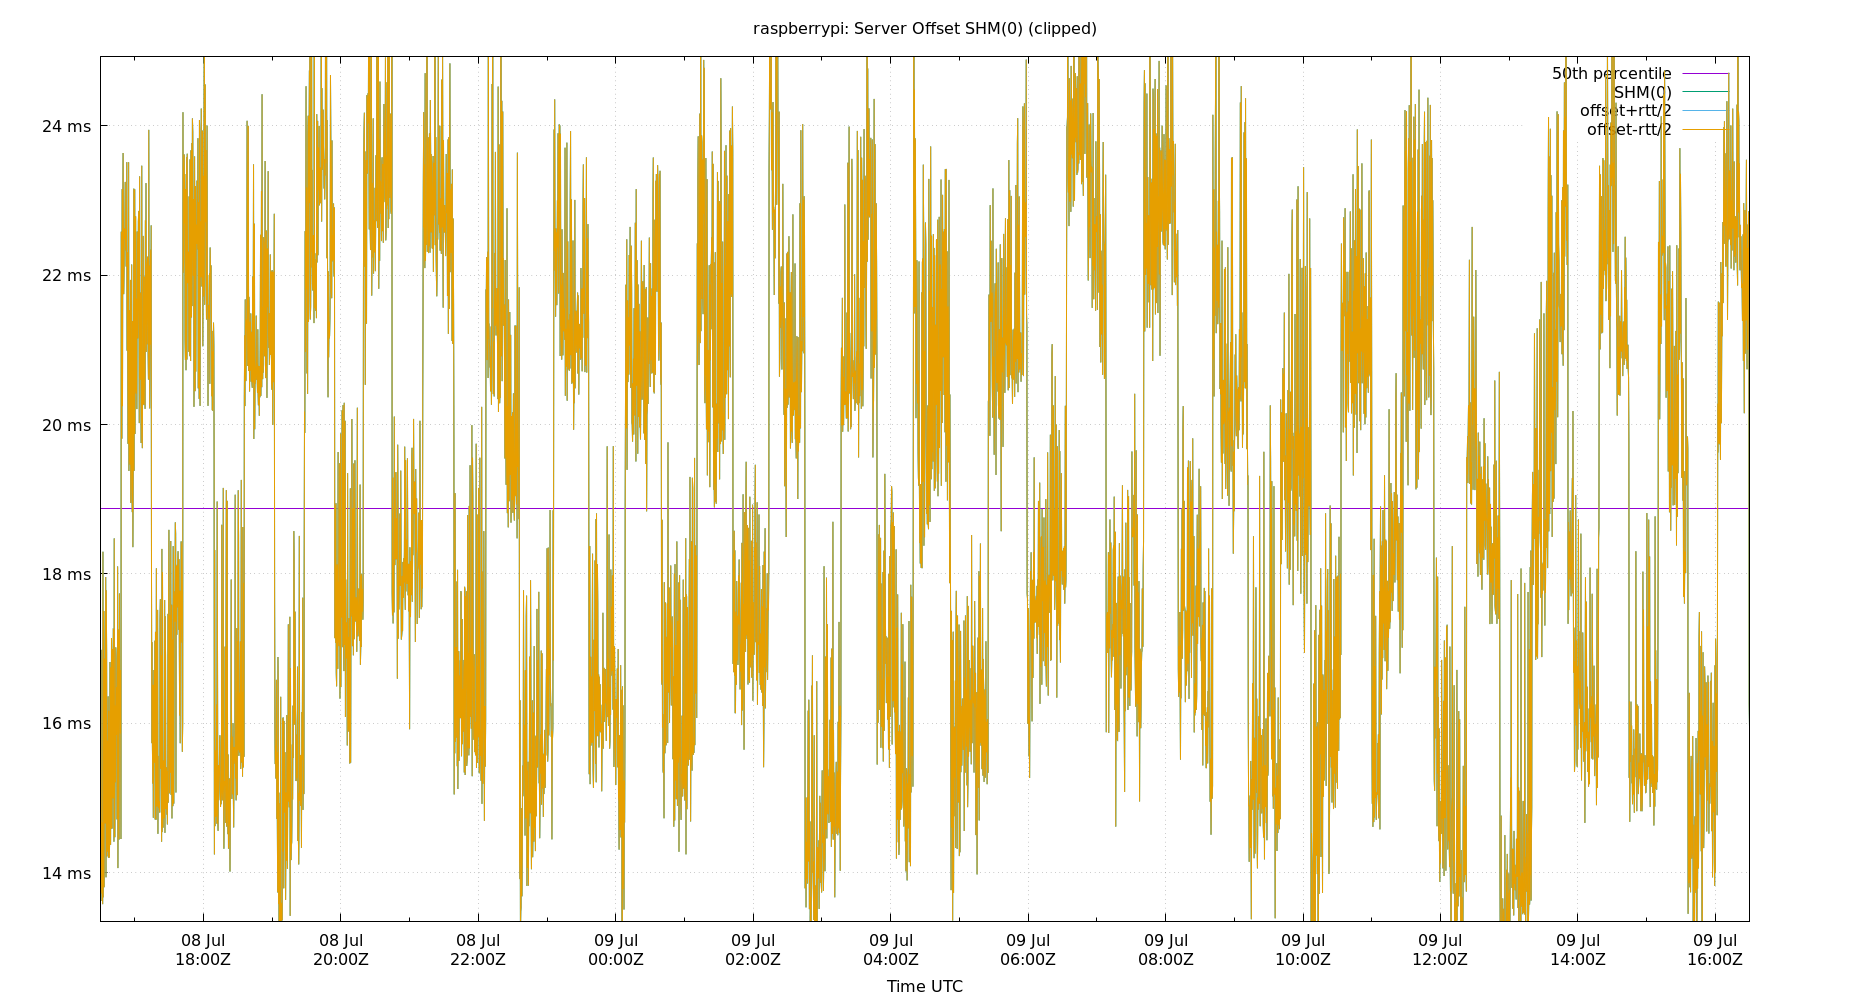 raspberrypi: Server Offset SHM(0) (clipped)
50th percentile
SHM(0)
offset+rtt/2
offset-rtt/2
24 ms
22 ms
20 ms
18 ms
16 ms
14 ms
08 Jul 08 Jul 08 Jul 09 Jul 09 Jul 09 Jul 09 Jul 09 Jul 09 Jul 09 Jul 09 Jul 09 Jul
18:00Z 20:00Z 22:00Z 00:00Z 02:00Z 04:00Z 06:00Z 08:00Z 10:00Z 12:00Z 14:00Z 16:00Z
Time UTC